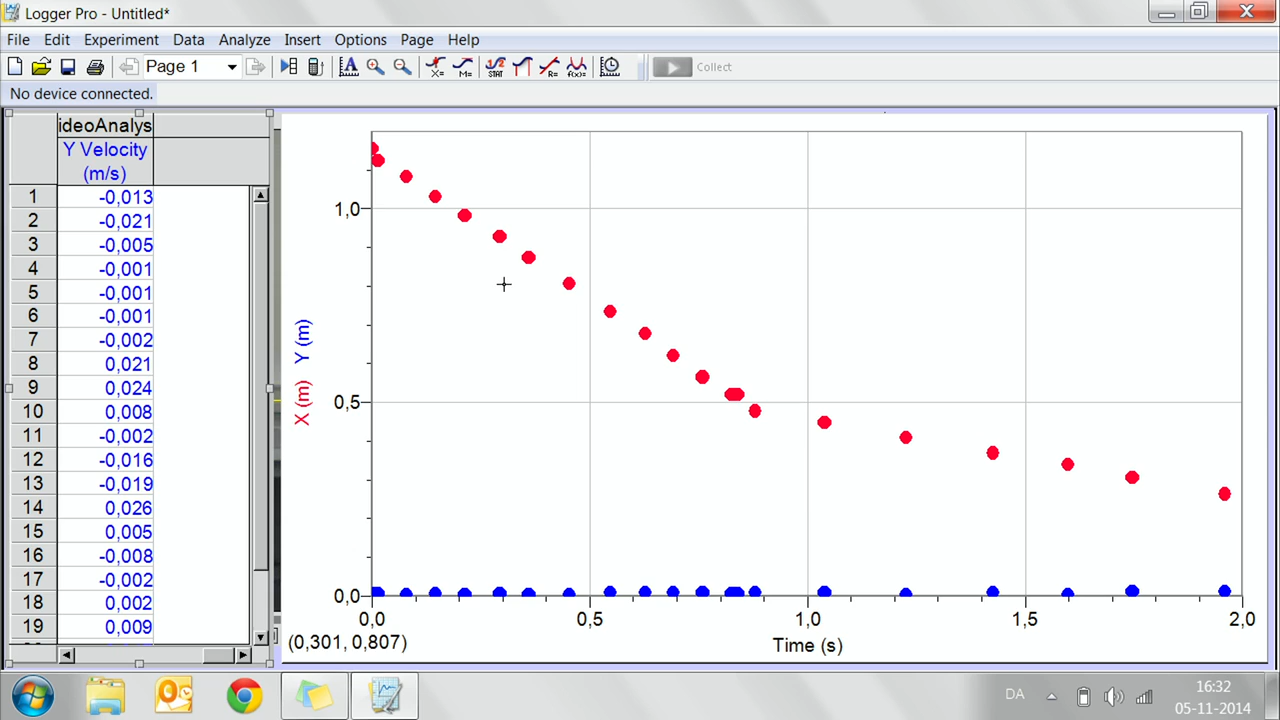 Logger Pro - Untitled*
File Edit Experiment Data Analyze Insert Options Page Help
Page 1
Collect
No device connected.
ideoAnalys
Y Velocity
(m/s)
1 -0,013
2 -0,021
3 -0,005
4 -0,001
5 -0,001
6 -0,001
7 -0,002
8 0,021
9 0,024
10 0,008
11 -0,002
12 -0,016
13 -0,019
14 0,026
15 0,005
16 -0,008
17 -0,002
18 0,002
19 0,009
X (m) Y (m)
1,0
0,5
0,0
0,0 0,5 1,0 1,5 2,0
(0,301, 0,807)
Time (s)
DA
16:32
05-11-2014